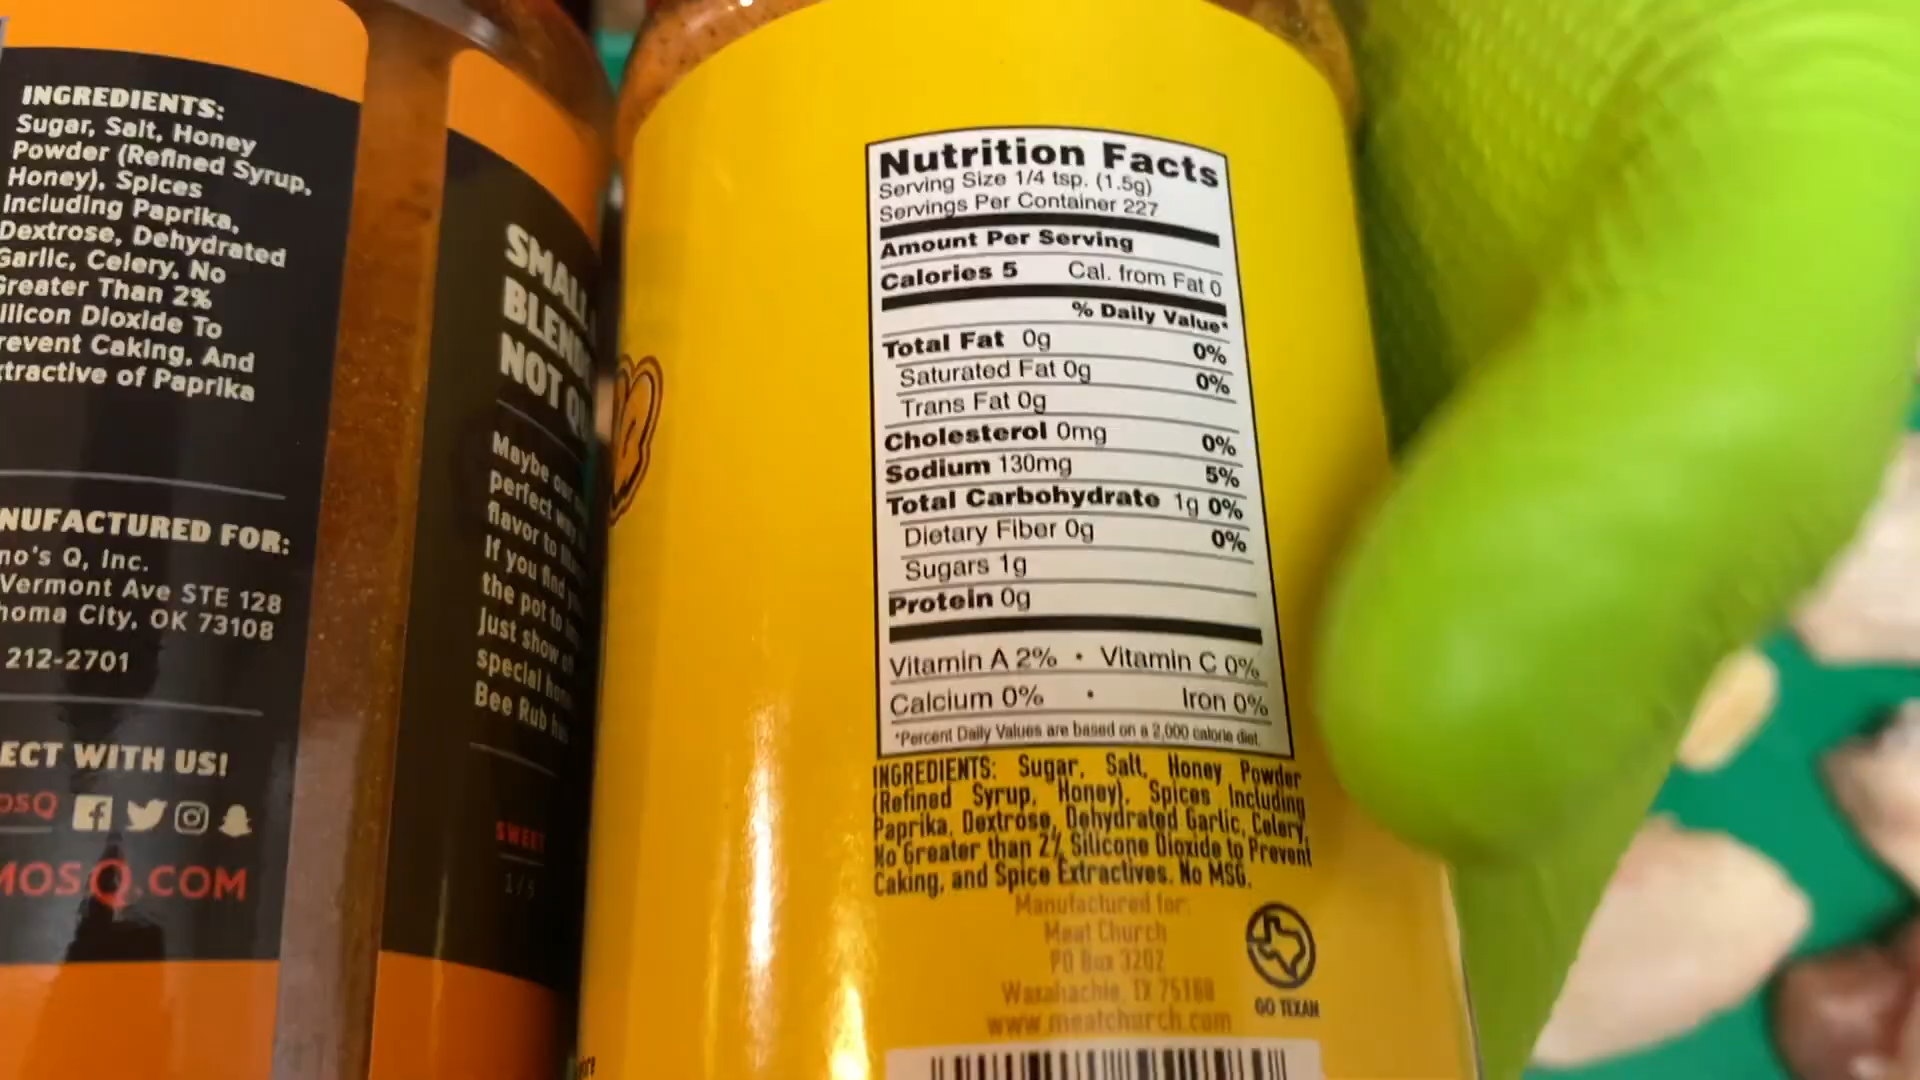 INGREDIENTS:
Sugar, Salt, Honey
Powder (Refined Syrup,
Honey), Spices
Including Paprika,
Dextrose, Dehydrated
Garlic, Celery, No
Greater Than 2%
ilicon Dioxide To
revent Caking, And
xtractive of Paprika
NUFACTURED FOR:
mo's Q, Inc.
Vermont Ave STE 128
homa City, OK 73108
212-2701
ECT WITH US!
osQ
MOSQ.COM
SMALL
BLEND
NOT
Maybe our
perfect way
flavor to
If you find
the pot to
Just show
special
Bee Rub
SWEET
Nutrition Facts
Serving Size 1/4 tsp. (1.5g)
Servings Per Container 227
Amount Per Serving
Calories 5 Cal. from Fat 0
% Daily Value*
Total Fat 0g 0%
Saturated Fat 0g 0%
Trans Fat 0g
Cholesterol 0mg 0%
Sodium 130mg 5%
Total Carbohydrate 1g 0%
Dietary Fiber 0g 0%
Sugars 1g
Protein 0g
Vitamin A 2% • Vitamin C 0%
Calcium 0% • Iron 0%
*Percent Daily Values are based on a 2,000 calorie diet.
INGREDIENTS: Sugar, Salt, Honey Powder
(Refined Syrup, Honey), Spices Including
Paprika, Dextrose, Dehydrated Garlic, Celery,
No Greater than 2% Silicone Dioxide to Prevent
Caking, and Spice Extractives. No MSG.
Manufactured for:
Meat Church
PO Box 3202
Waxahachie, TX 75168
www.meatchurch.com
GO TEXAN